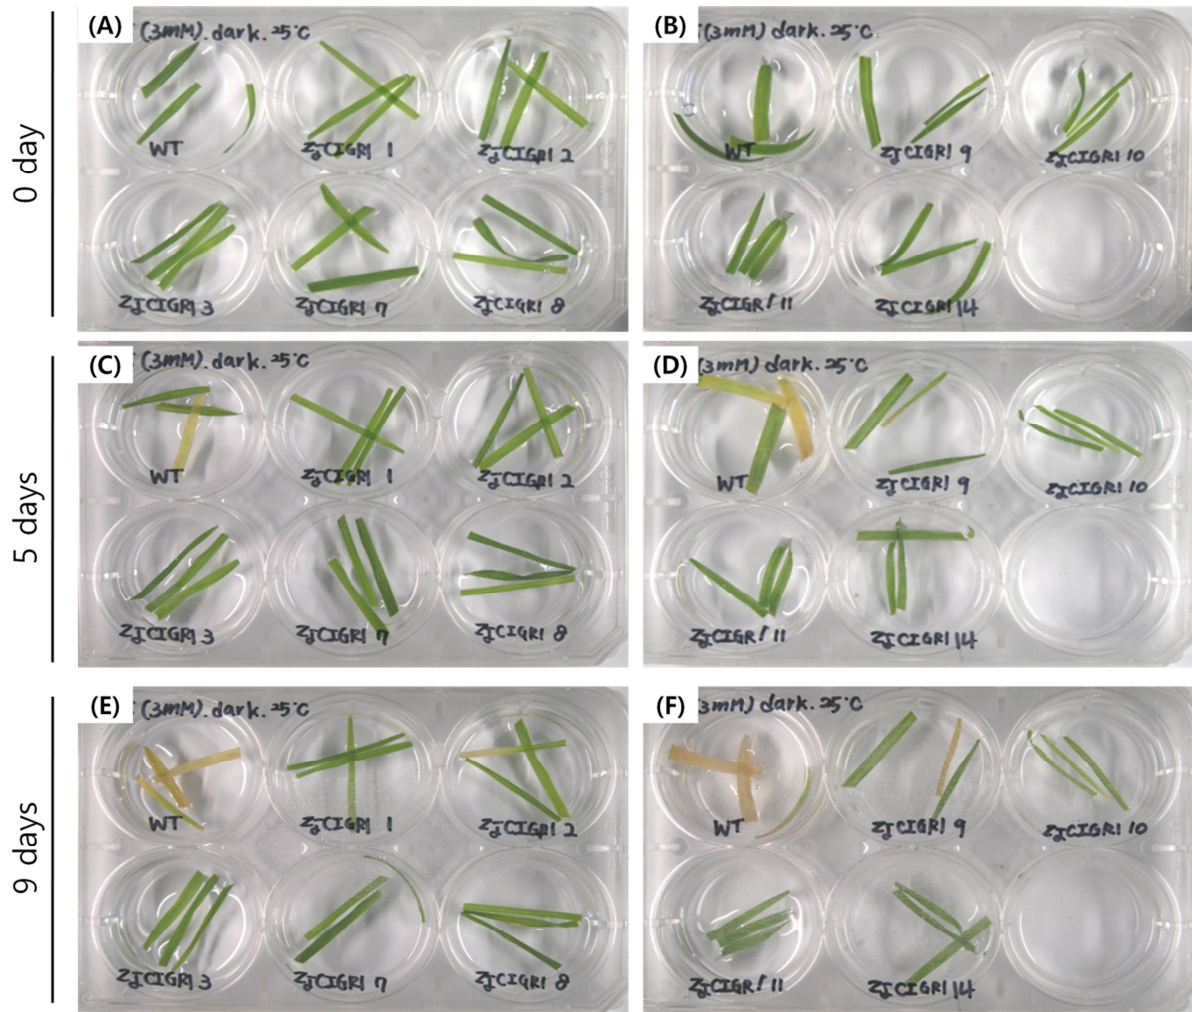 0 day
(A) (3mM). dark. 25°C
WT ZjCIGR1 1 ZjCIGR1 2
ZjCIGR1 3 ZjCIGR1 7 ZjCIGR1 8
(B) (3mM) dark. 25°C
WT ZjCIGR1 9 ZjCIGR1 10
ZjCIGR1 11 ZjCIGR1 14
5 days
(C) (3mM). dark. 25°C
WT ZjCIGR1 1 ZjCIGR1 2
ZjCIGR1 3 ZjCIGR1 7 ZjCIGR1 8
(D) (3mM) dark. 25°C
WT ZjCIGR1 9 ZjCIGR1 10
ZjCIGR1 11 ZjCIGR1 14
9 days
(E) (3mM). dark. 25°C
WT ZjCIGR1 1 ZjCIGR1 2
ZjCIGR1 3 ZjCIGR1 7 ZjCIGR1 8
(F) (3mM) dark. 25°C
WT ZjCIGR1 9 ZjCIGR1 10
ZjCIGR1 11 ZjCIGR1 14